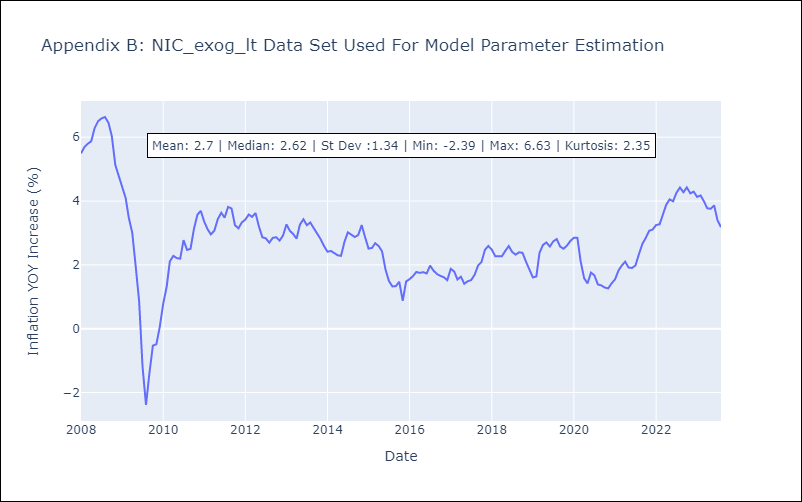 Appendix B: NIC_exog_lt Data Set Used For Model Parameter Estimation
Mean: 2.7 | Median: 2.62 | St Dev :1.34 | Min: -2.39 | Max: 6.63 | Kurtosis: 2.35
Inflation YOY Increase (%)
6
4
2
0
−2
2008 2010 2012 2014 2016 2018 2020 2022
Date